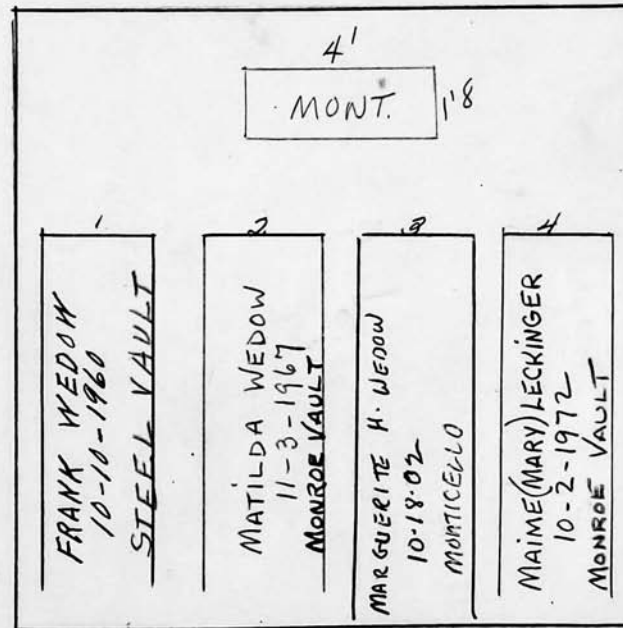 4'
MONT.
1'8
1
FRANK WEDOW
10-10-1960
STEEL VAULT
2
MATILDA WEDOW
11-3-1967
MONROE VAULT
3
MARGUERITE H. WEDOW
10-18-02
MONTICELLO
4
MAIME (MARY) LECKINGER
10-2-1972
MONROE VAULT